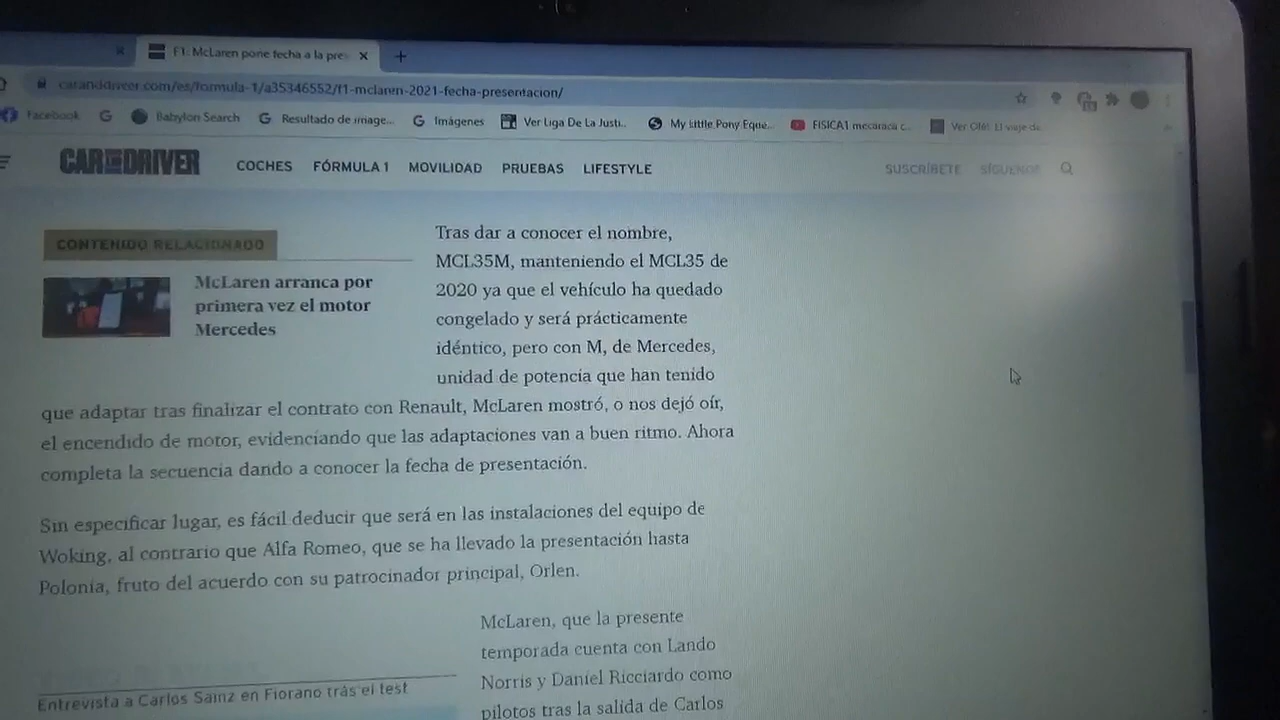 F1: McLaren pone fecha a la pre
caranddriver.com/es/formula-1/a35346552/f1-mclaren-2021-fecha-presentacion/
Facebook
Babylon Search
Resultado de image...
Imágenes
Ver Liga De La Justi...
My Little Pony Eque...
FISICA1 mecánica c...
Ver Olé! El viaje de
CAR AND DRIVER
COCHES
FÓRMULA 1
MOVILIDAD
PRUEBAS
LIFESTYLE
SUSCRÍBETE
SÍGUENOS
CONTENIDO RELACIONADO
McLaren arranca por
primera vez el motor
Mercedes
Tras dar a conocer el nombre,
MCL35M, manteniendo el MCL35 de
2020 ya que el vehículo ha quedado
congelado y será prácticamente
idéntico, pero con M, de Mercedes,
unidad de potencia que han tenido
que adaptar tras finalizar el contrato con Renault, McLaren mostró, o nos dejó oír,
el encendido de motor, evidenciando que las adaptaciones van a buen ritmo. Ahora
completa la secuencia dando a conocer la fecha de presentación.
Sin especificar lugar, es fácil deducir que será en las instalaciones del equipo de
Woking, al contrario que Alfa Romeo, que se ha llevado la presentación hasta
Polonia, fruto del acuerdo con su patrocinador principal, Orlen.
Entrevista a Carlos Sainz en Fiorano trás el test
McLaren, que la presente
temporada cuenta con Lando
Norris y Daniel Ricciardo como
pilotos tras la salida de Carlos